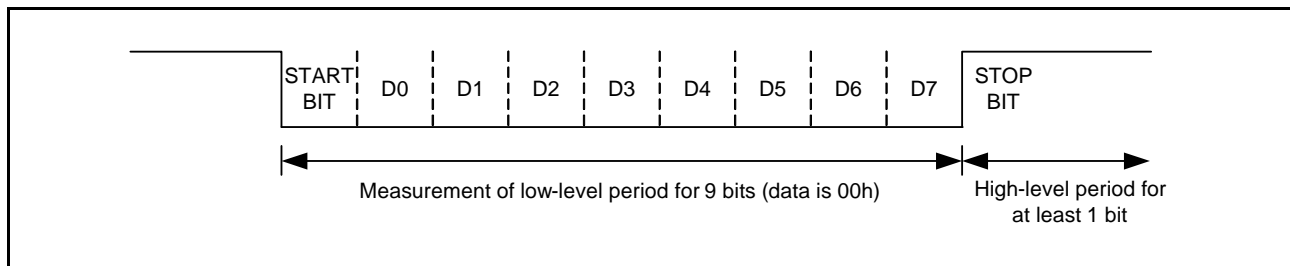 START
BIT
D0
D1
D2
D3
D4
D5
D6
D7
STOP
BIT
Measurement of low-level period for 9 bits (data is 00h)
High-level period for
at least 1 bit